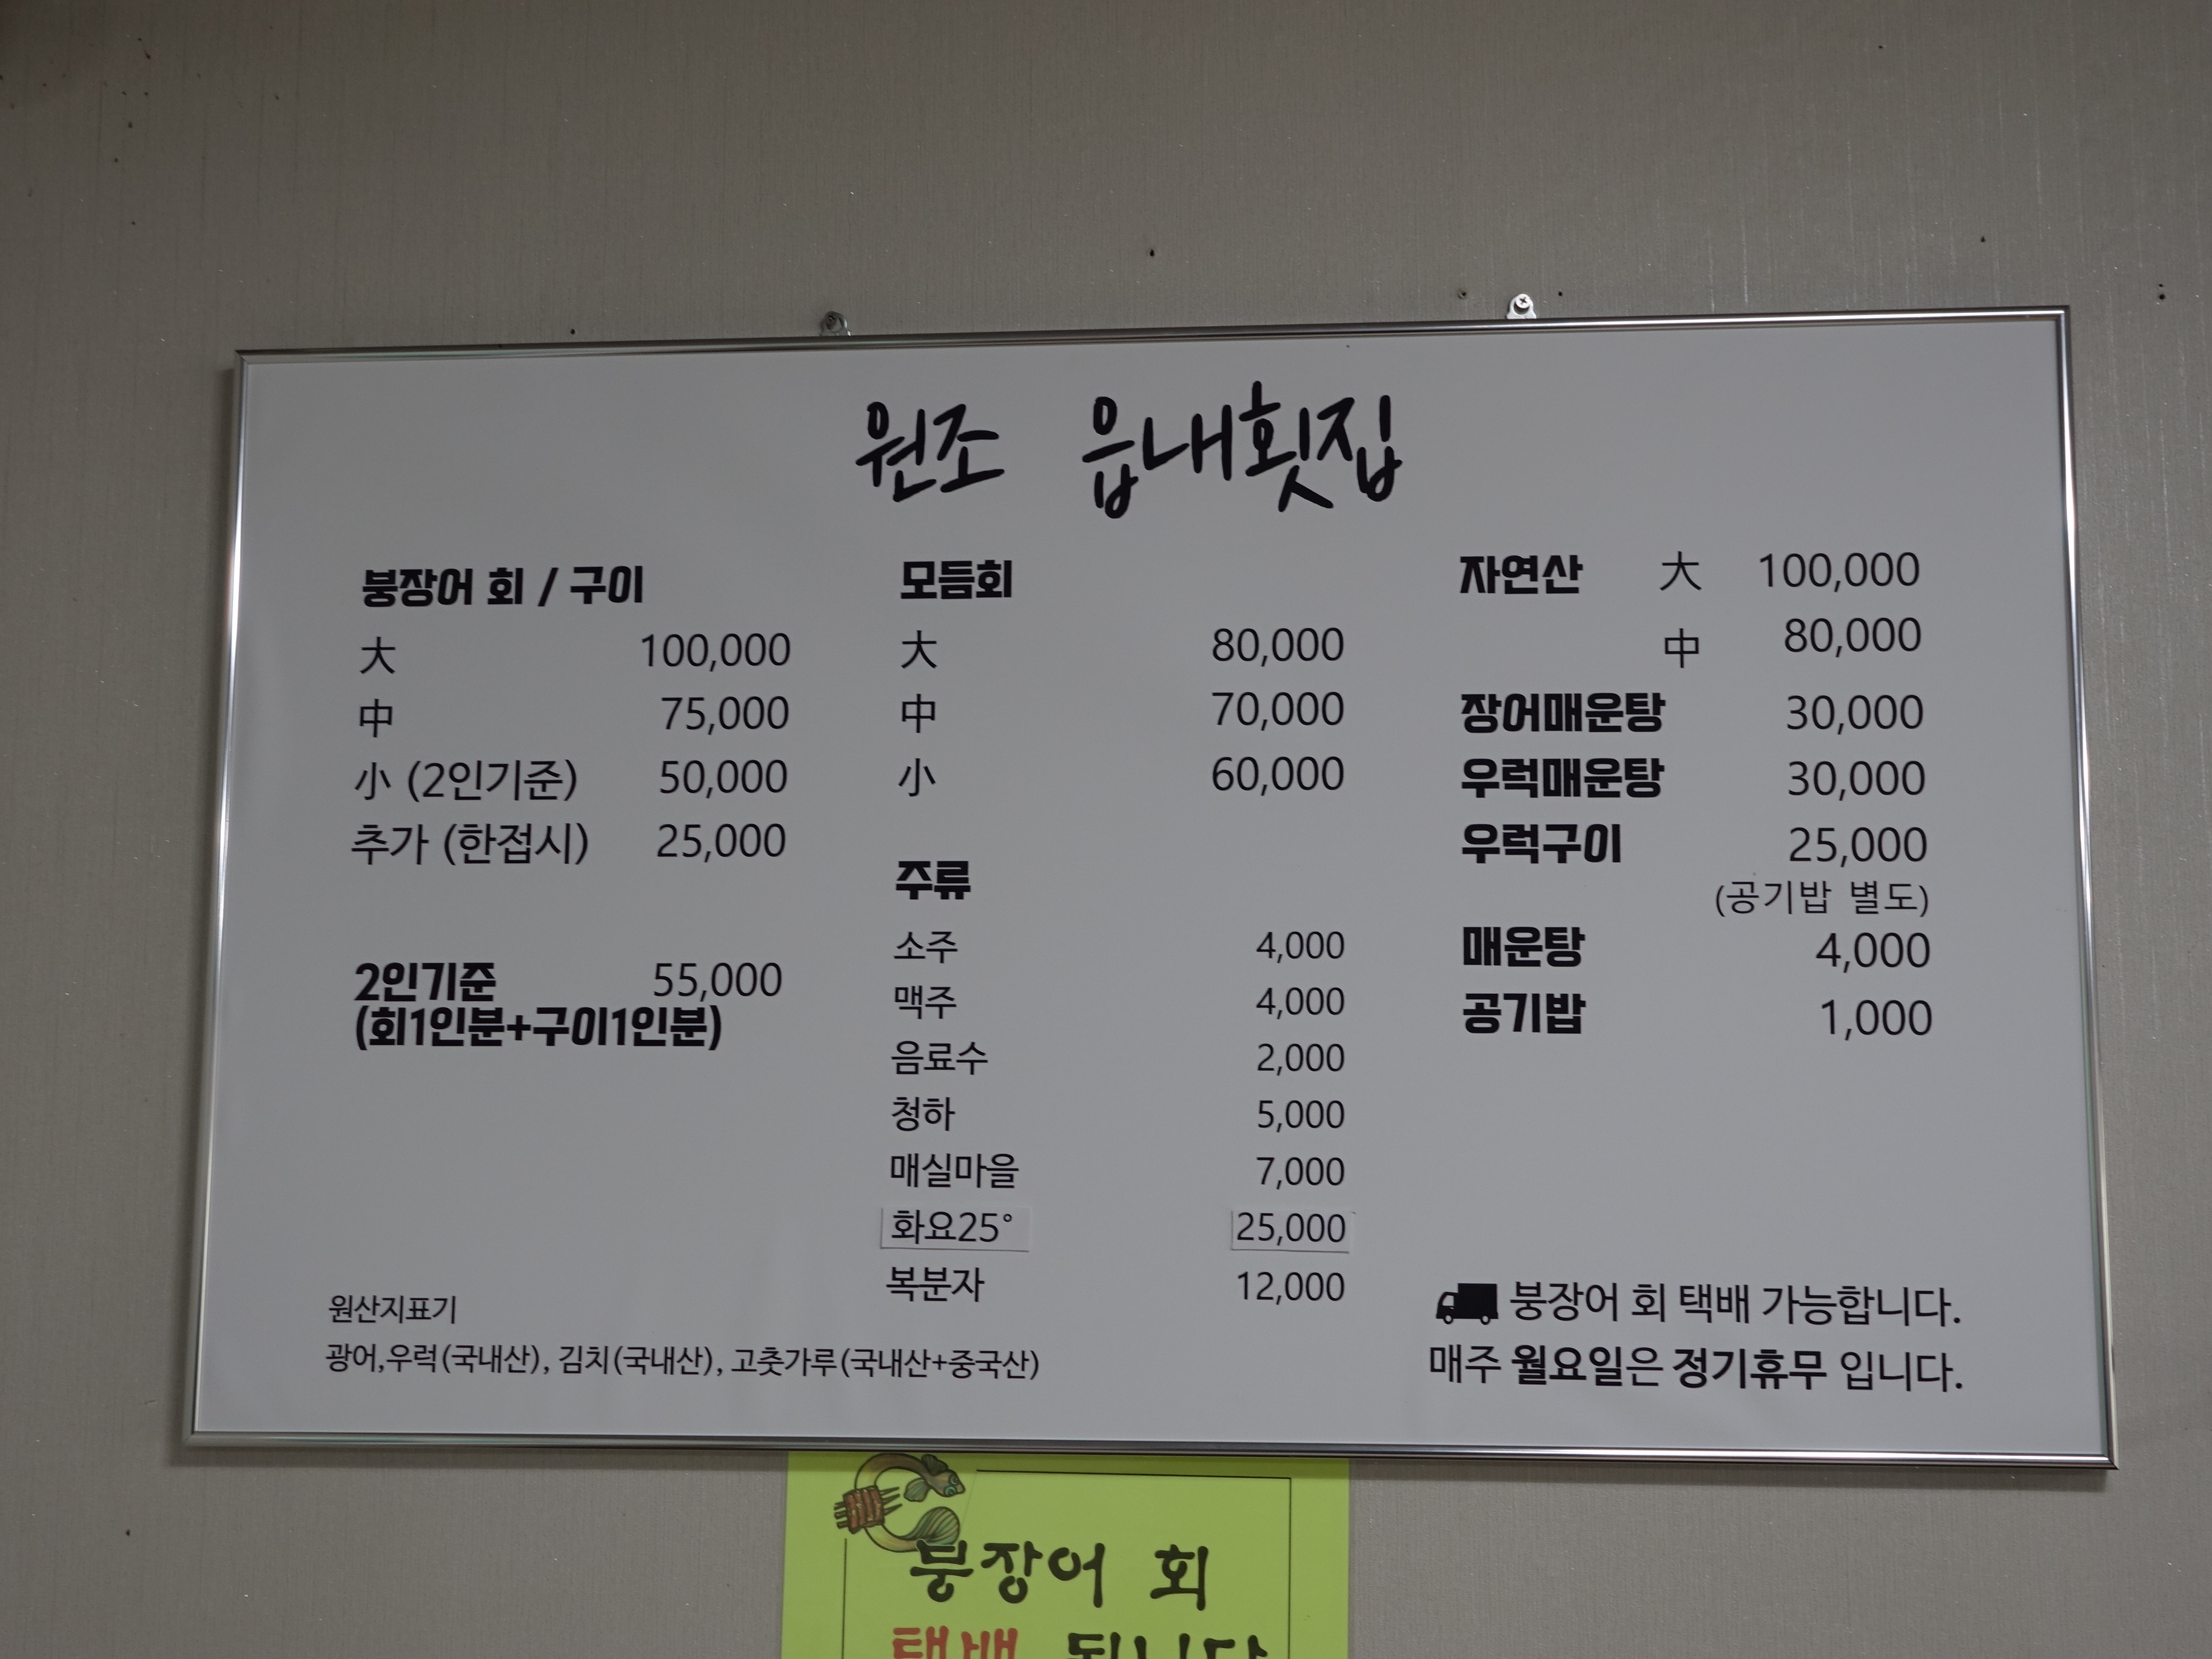 원조 읍내횟집
붕장어 회 / 구이
大 100,000
中 75,000
小 (2인기준) 50,000
추가 (한접시) 25,000
2인기준 55,000
(회1인분+구이1인분)
모듬회
大 80,000
中 70,000
小 60,000
주류
소주 4,000
맥주 4,000
음료수 2,000
청하 5,000
매실마을 7,000
화요25° 25,000
복분자 12,000
자연산 大 100,000
中 80,000
장어매운탕 30,000
우럭매운탕 30,000
우럭구이 25,000
(공기밥 별도)
매운탕 4,000
공기밥 1,000
원산지표기
광어,우럭(국내산), 김치(국내산), 고춧가루(국내산+중국산)
붕장어 회 택배 가능합니다.
매주 월요일은 정기휴무 입니다.
붕장어 회
택배 됩니다